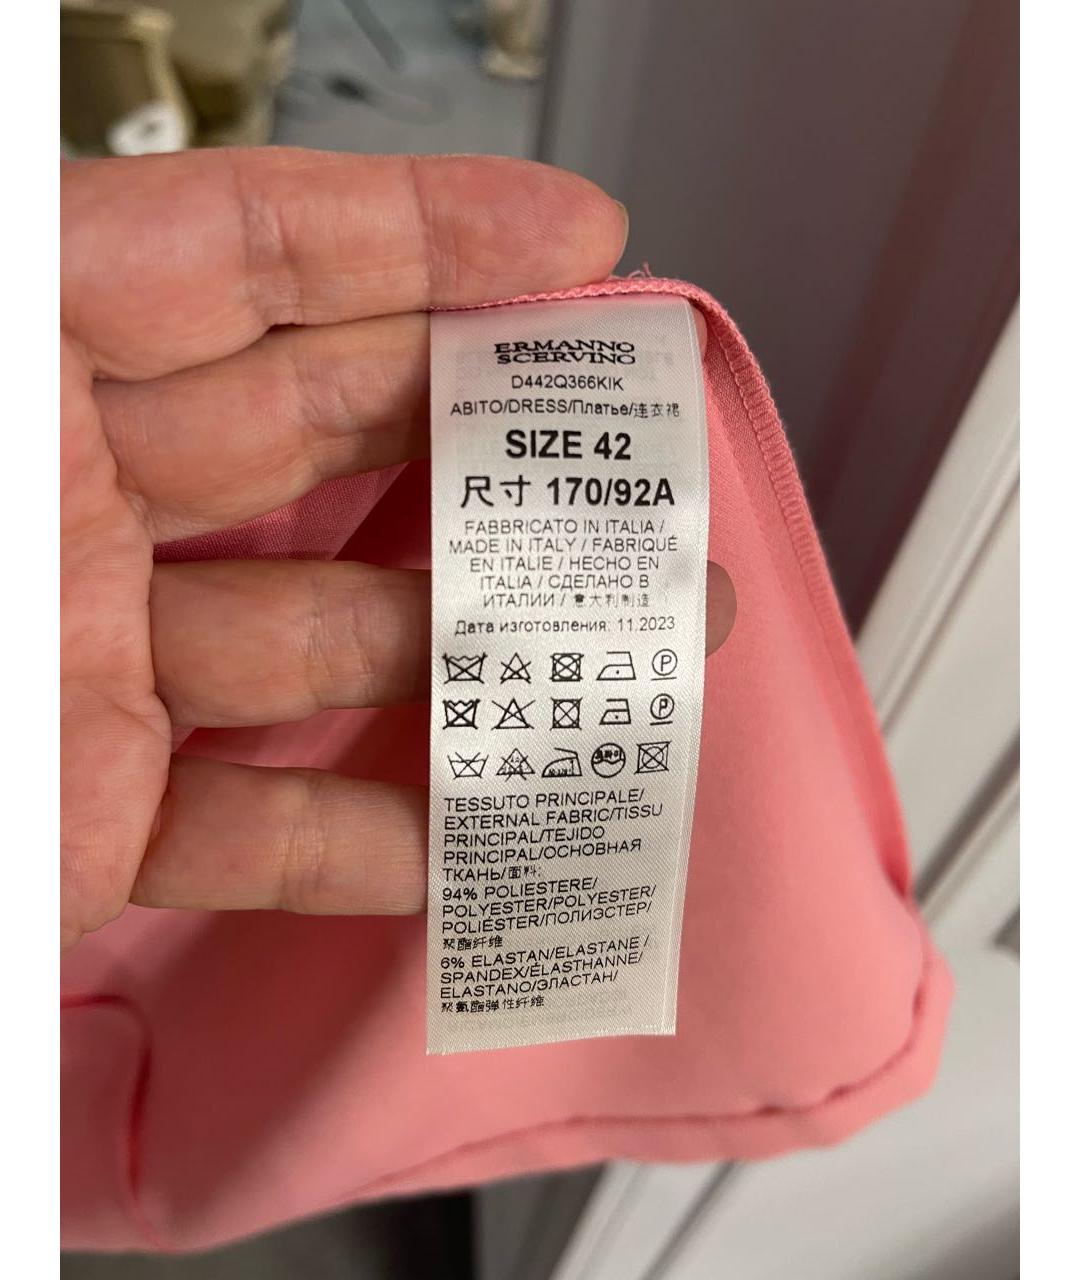 ERMANNO
SCERVINO
D442Q366KIK
ABITO/DRESS/Платье/连衣裙
SIZE 42
尺寸 170/92A
FABBRICATO IN ITALIA /
MADE IN ITALY / FABRIQUÉ
EN ITALIE / HECHO EN
ITALIA / СДЕЛАНО В
ИТАЛИИ / 意大利制造
Дата изготовления: 11.2023
P
P
TESSUTO PRINCIPALE/
EXTERNAL FABRIC/TISSU
PRINCIPAL/TEJIDO
PRINCIPAL/ОСНОВНАЯ
ТКАНЬ/面料:
94% POLIESTERE/
POLYESTER/POLYESTER/
POLIÉSTER/ПОЛИЭСТЕР/
聚酯纤维
6% ELASTAN/ELASTANE /
SPANDEX/ÉLASTHANNE/
ELASTANO/ЭЛАСТАН/
聚氨酯弹性纤维